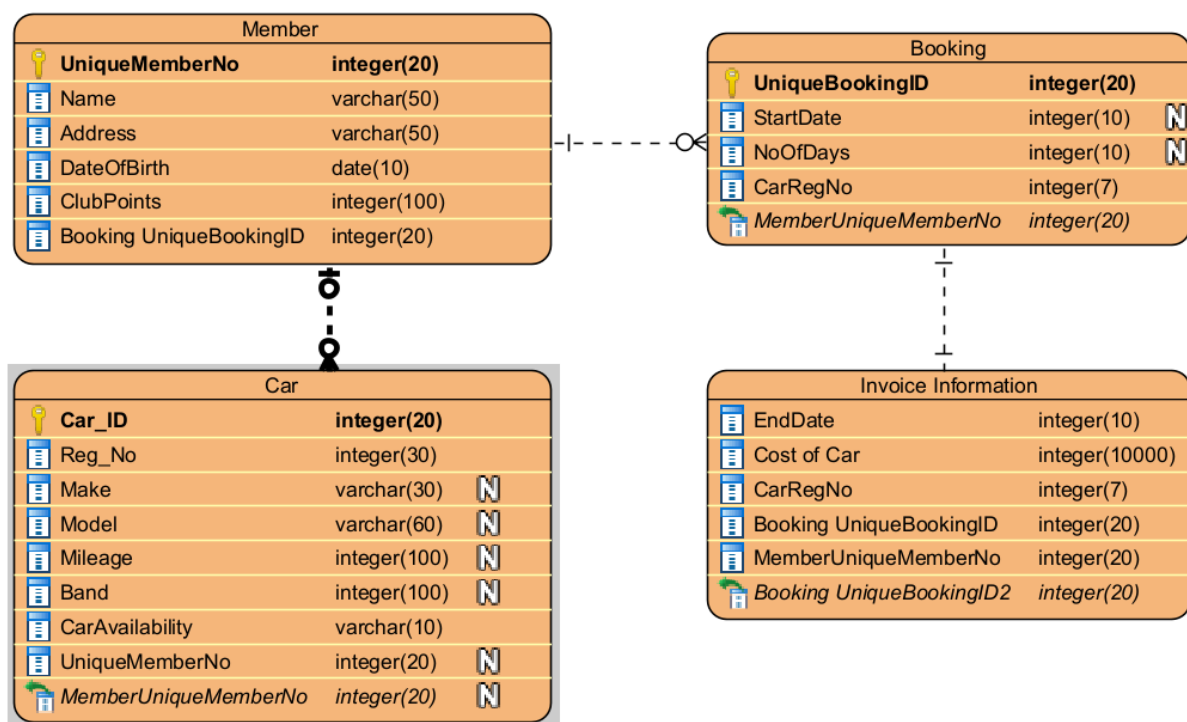 Member
UniqueMemberNo integer(20)
Name varchar(50)
Address varchar(50)
DateOfBirth date(10)
ClubPoints integer(100)
Booking UniqueBookingID integer(20)
Booking
UniqueBookingID integer(20)
StartDate integer(10) N
NoOfDays integer(10) N
CarRegNo integer(7)
MemberUniqueMemberNo integer(20)
Car
Car_ID integer(20)
Reg_No integer(30)
Make varchar(30) N
Model varchar(60) N
Mileage integer(100) N
Band integer(100) N
CarAvailability varchar(10)
UniqueMemberNo integer(20) N
MemberUniqueMemberNo integer(20) N
Invoice Information
EndDate integer(10)
Cost of Car integer(10000)
CarRegNo integer(7)
Booking UniqueBookingID integer(20)
MemberUniqueMemberNo integer(20)
Booking UniqueBookingID2 integer(20)